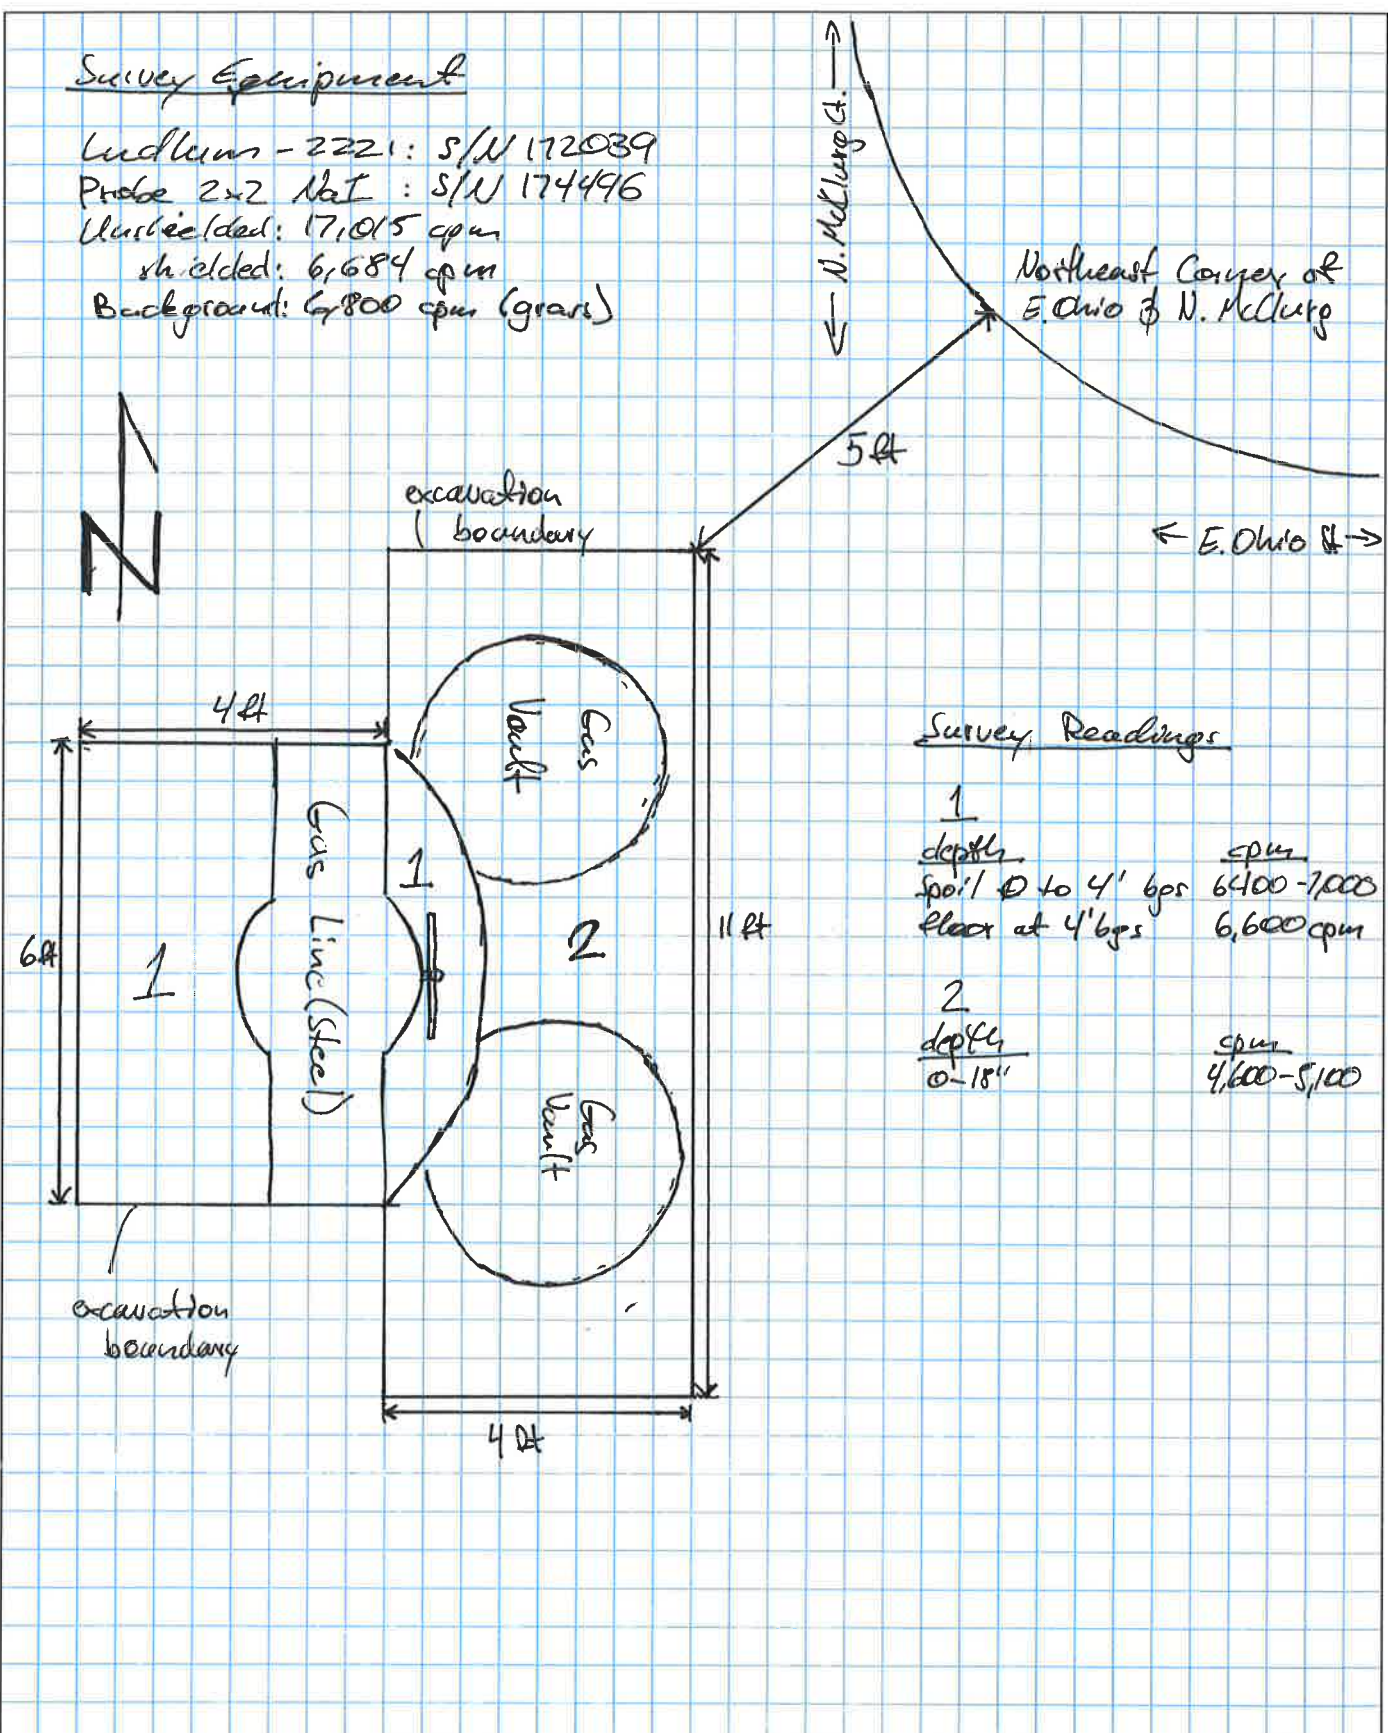 Survey Equipment
Ludlum-2221: S/N 172039
Probe 2x2 NaI : S/N 174496
Unshielded: 17,015 cpm
shielded: 6,684 cpm
Background: 6,800 cpm (grass)
← N. McClurg Ct. →
Northeast Corner of
E. Ohio & N. McClurg
5 ft
← E. Ohio St →
N
excavation
boundary
4 ft
Gas
Vault
Gas Line (Steel)
1
1
2
6 ft
11 ft
Gas
Vault
excavation
boundary
4 ft
Survey Readings
1
depth cpm
Spoil 0 to 4' bgs 6400-7,000
floor at 4' bgs 6,600 cpm
2
depth cpm
0-18" 4,600-5,100